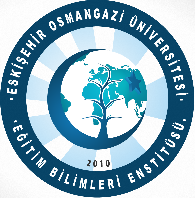 ·ESKİŞEHİR OSMANGAZİ ÜNİVERSİTESİ·
·EĞİTİM BİLİMLERİ ENSTİTÜSÜ·
2010